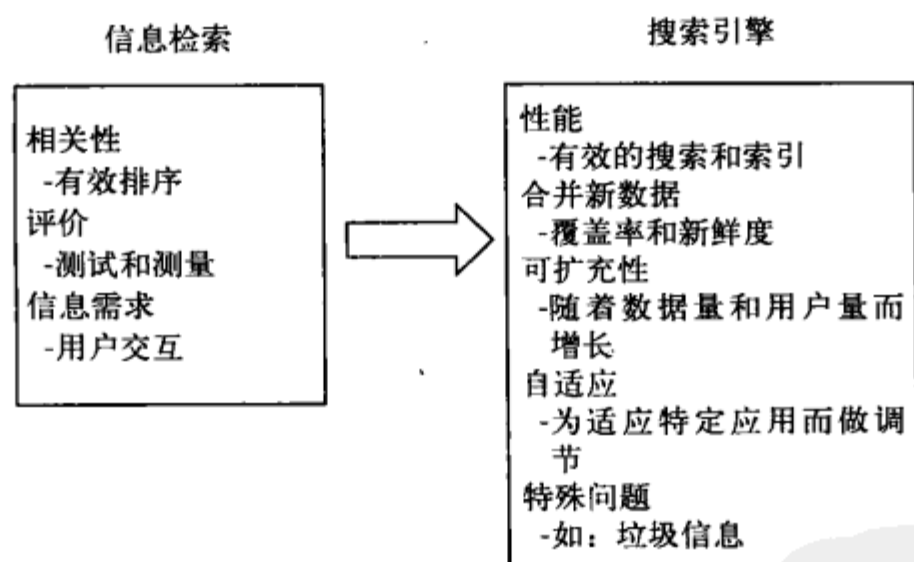 信息检索
相关性
-有效排序
评价
-测试和测量
信息需求
-用户交互
搜索引擎
性能
-有效的搜索和索引
合并新数据
-覆盖率和新鲜度
可扩充性
-随着数据量和用户量而
增长
自适应
-为适应特定应用而做调
节
特殊问题
-如：垃圾信息